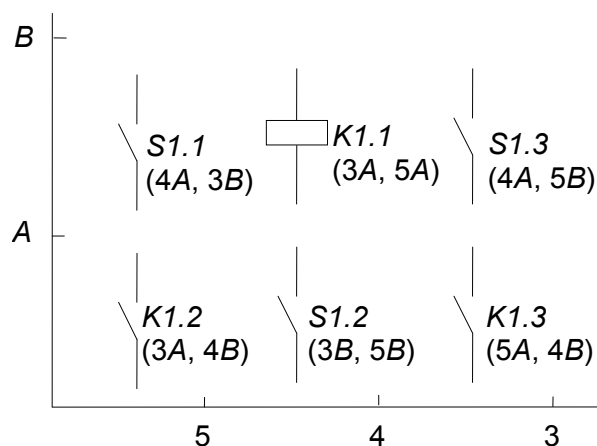 B
S1.1
(4A, 3B)
K1.1
(3A, 5A)
S1.3
(4A, 5B)
A
K1.2
(3A, 4B)
S1.2
(3B, 5B)
K1.3
(5A, 4B)
5
4
3